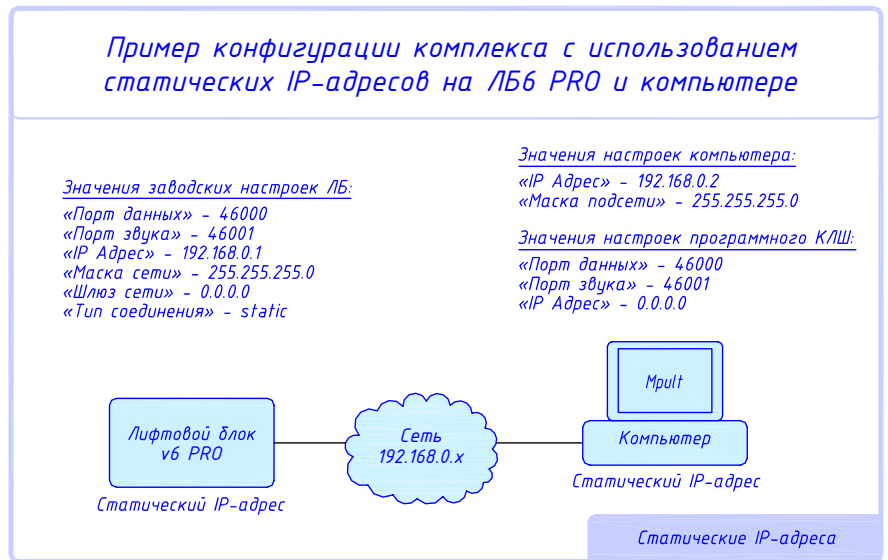 Пример конфигурации комплекса с использованием
статических IP-адресов на ЛБ6 PRO и компьютере
Значения заводских настроек ЛБ:
«Порт данных» - 46000
«Порт звука» - 46001
«IP Адрес» - 192.168.0.1
«Маска сети» - 255.255.255.0
«Шлюз сети» - 0.0.0.0
«Тип соединения» - static
Значения настроек компьютера:
«IP Адрес» - 192.168.0.2
«Маска подсети» - 255.255.255.0
Значения настроек программного КЛШ:
«Порт данных» - 46000
«Порт звука» - 46001
«IP Адрес» - 0.0.0.0
Лифтовой блок
v6 PRO
Статический IP-адрес
Сеть
192.168.0.x
Mpult
Компьютер
Статический IP-адрес
Статические IP-адреса